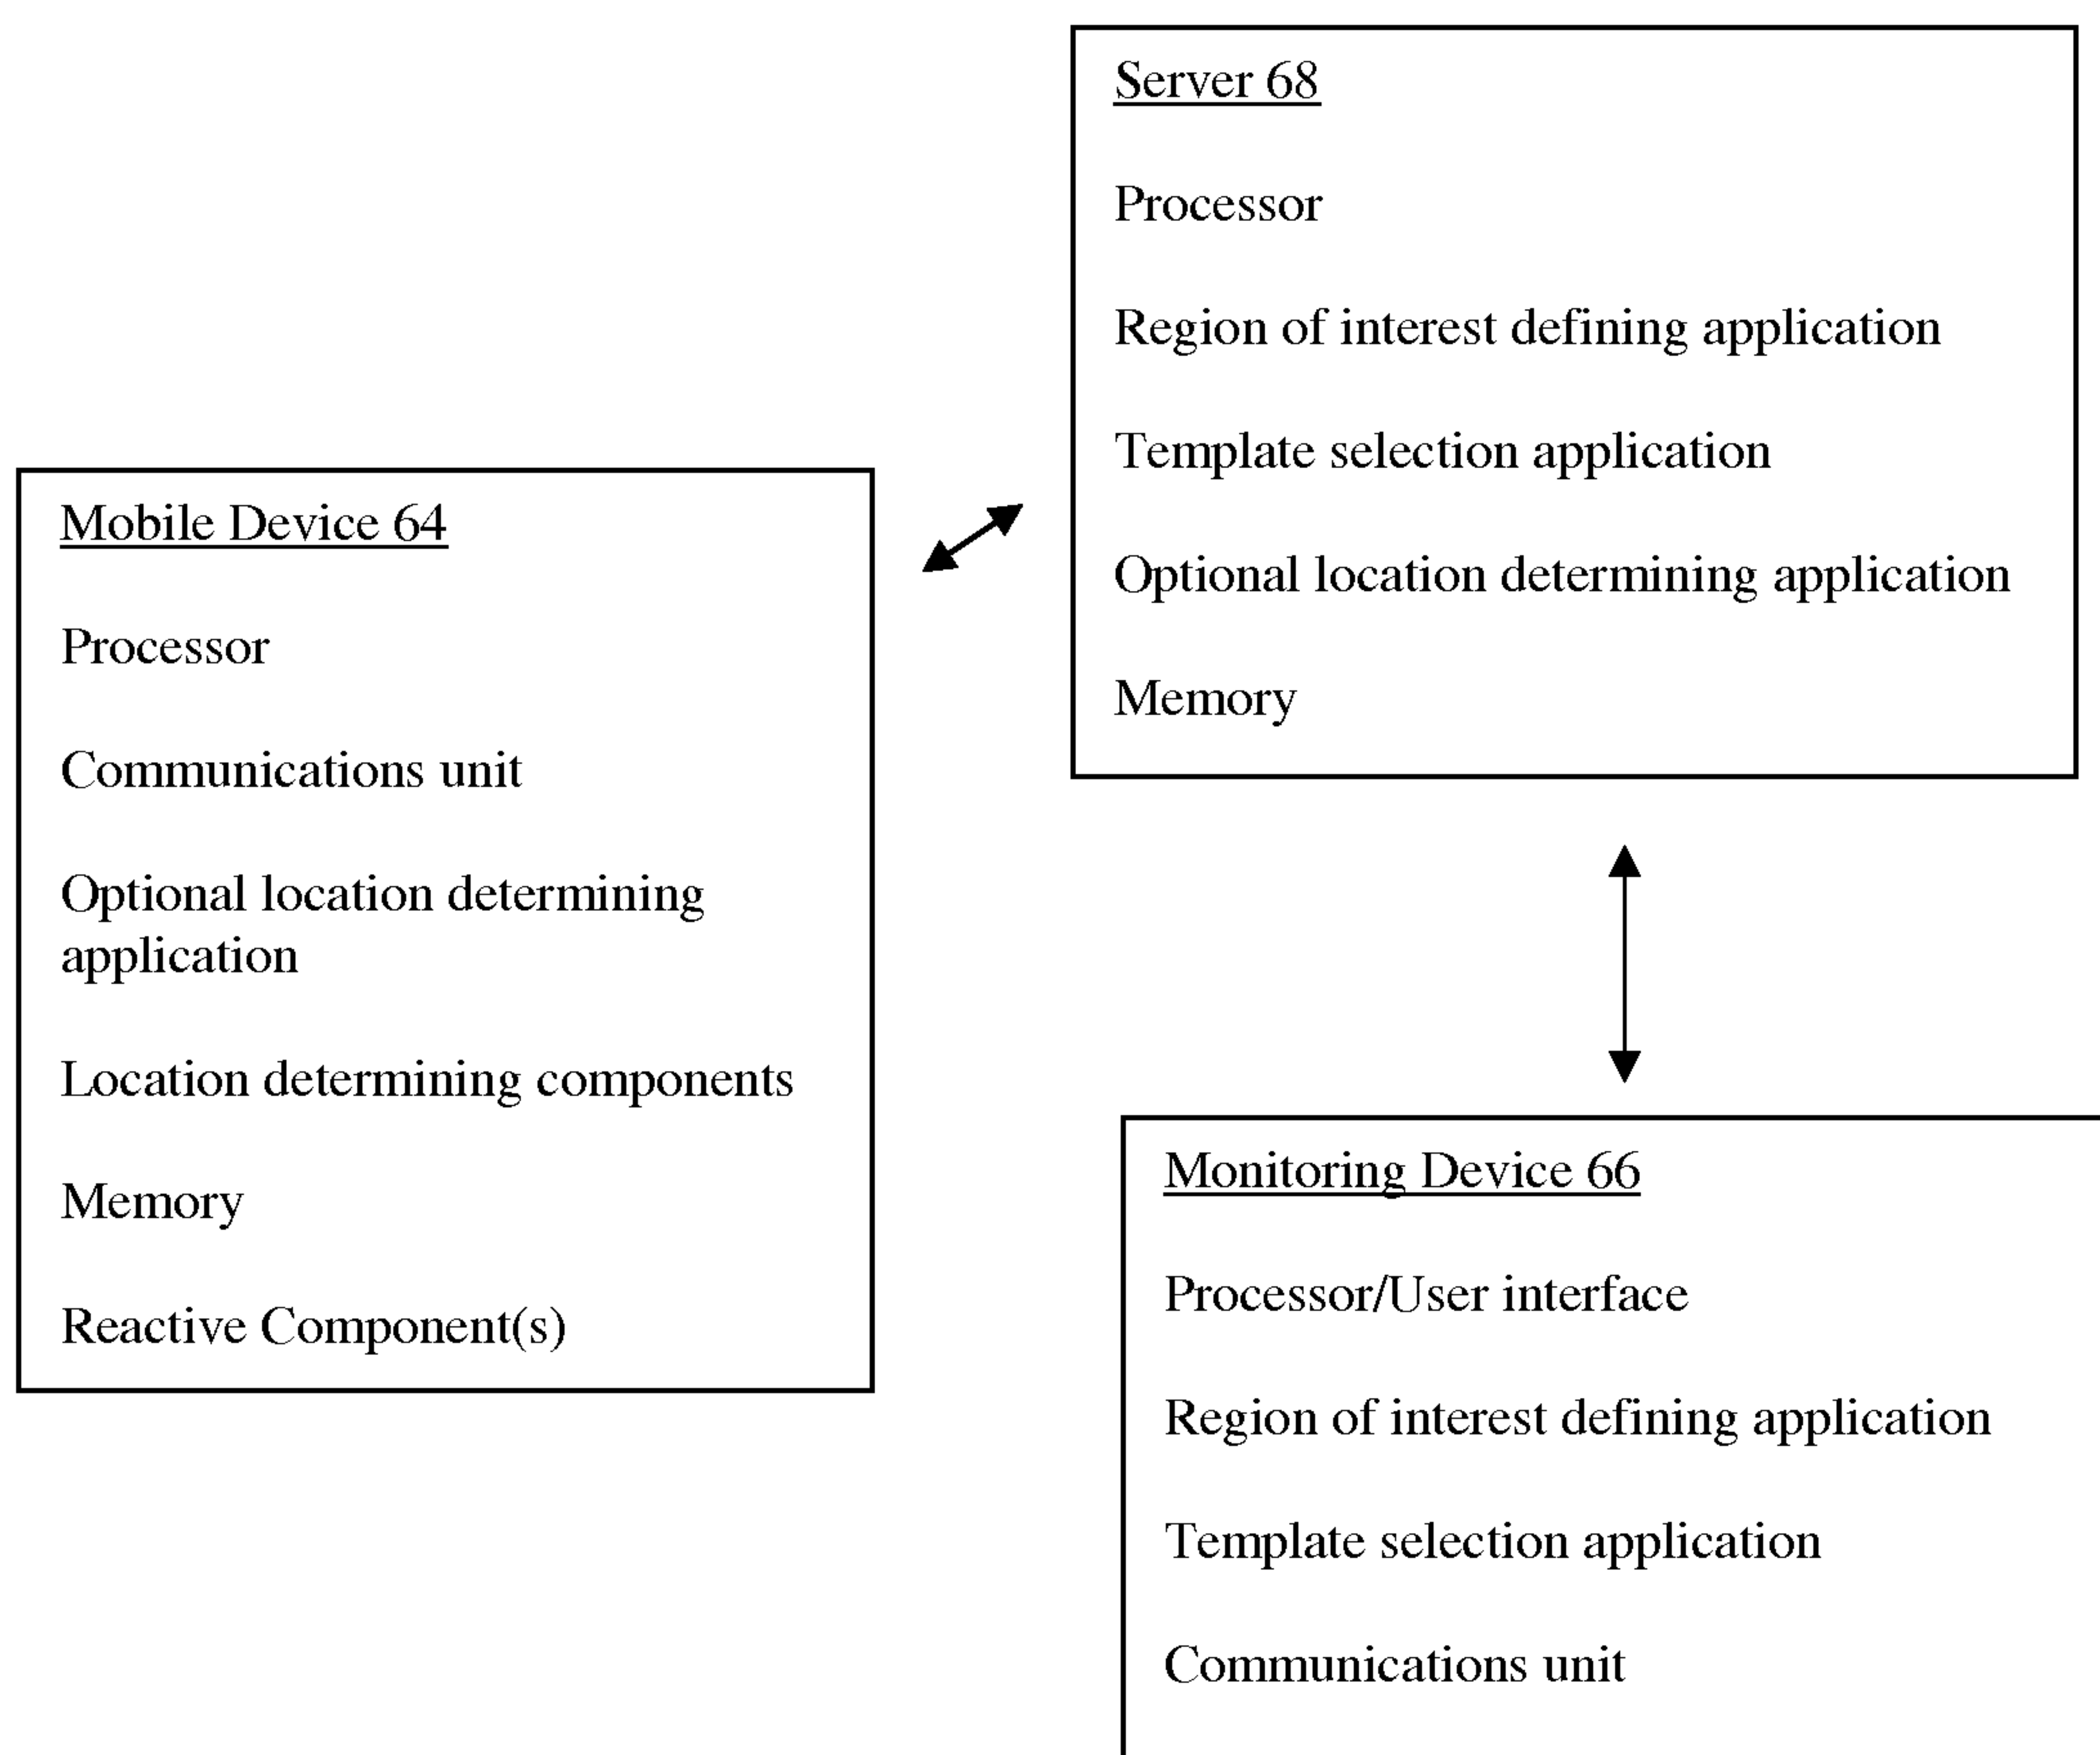 Server 68
Processor
Region of interest defining application
Template selection application
Optional location determining application
Memory
Mobile Device 64
Processor
Communications unit
Optional location determining
application
Location determining components
Memory
Reactive Component(s)
Monitoring Device 66
Processor/User interface
Region of interest defining application
Template selection application
Communications unit